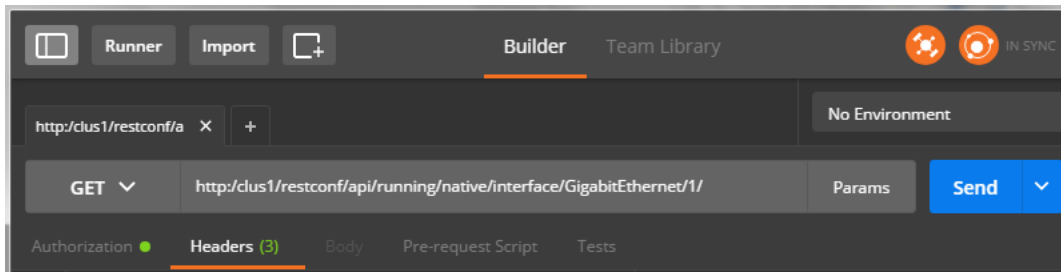 Runner Import Builder Team Library IN SYNC
http:/clus1/restconf/a X + No Environment
GET http:/clus1/restconf/api/running/native/interface/GigabitEthernet/1/ Params Send
Authorization Headers (3) Body Pre-request Script Tests